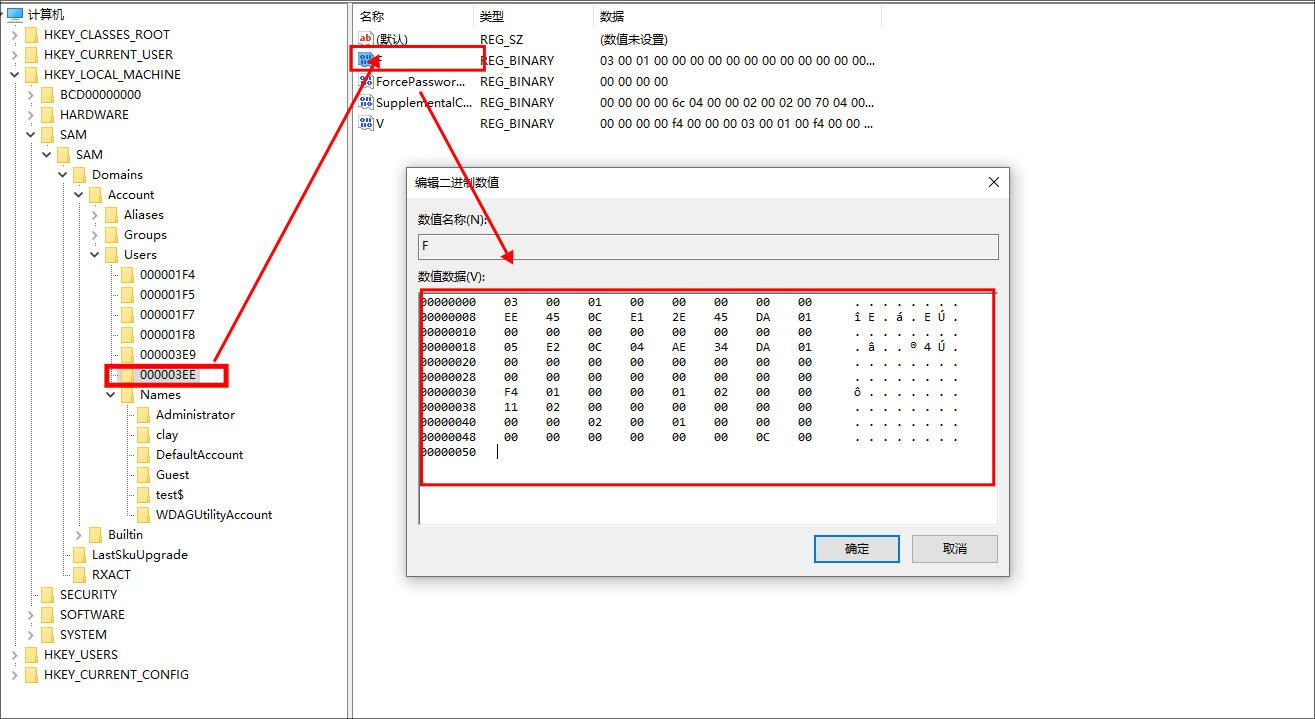 计算机
HKEY_CLASSES_ROOT
HKEY_CURRENT_USER
HKEY_LOCAL_MACHINE
BCD00000000
HARDWARE
SAM
SAM
Domains
Account
Aliases
Groups
Users
000001F4
000001F5
000001F7
000001F8
000003E9
000003EE
Names
Administrator
clay
DefaultAccount
Guest
test$
WDAGUtilityAccount
Builtin
LastSkuUpgrade
RXACT
SECURITY
SOFTWARE
SYSTEM
HKEY_USERS
HKEY_CURRENT_CONFIG
名称 类型 数据
(默认) REG_SZ (数值未设置)
F REG_BINARY 03 00 01 00 00 00 00 00 00 00 00 00 00 00 00...
ForcePasswor... REG_BINARY 00 00 00 00
SupplementalC... REG_BINARY 00 00 00 00 6c 04 00 00 02 00 02 00 70 04 00...
V REG_BINARY 00 00 00 00 f4 00 00 00 03 00 01 00 f4 00 00 ...
编辑二进制数值
数值名称(N):
F
数值数据(V):
00000000 03 00 01 00 00 00 00 00 . . . . . . . .
00000008 EE 45 0C E1 2E 45 DA 01 î E . á . E Ú .
00000010 00 00 00 00 00 00 00 00 . . . . . . . .
00000018 05 E2 0C 04 AE 34 DA 01 . â . . ® 4 Ú .
00000020 00 00 00 00 00 00 00 00 . . . . . . . .
00000028 00 00 00 00 00 00 00 00 . . . . . . . .
00000030 F4 01 00 00 01 02 00 00 ô . . . . . . .
00000038 11 02 00 00 00 00 00 00 . . . . . . . .
00000040 00 00 02 00 01 00 00 00 . . . . . . . .
00000048 00 00 00 00 00 00 0C 00 . . . . . . . .
00000050
确定 取消